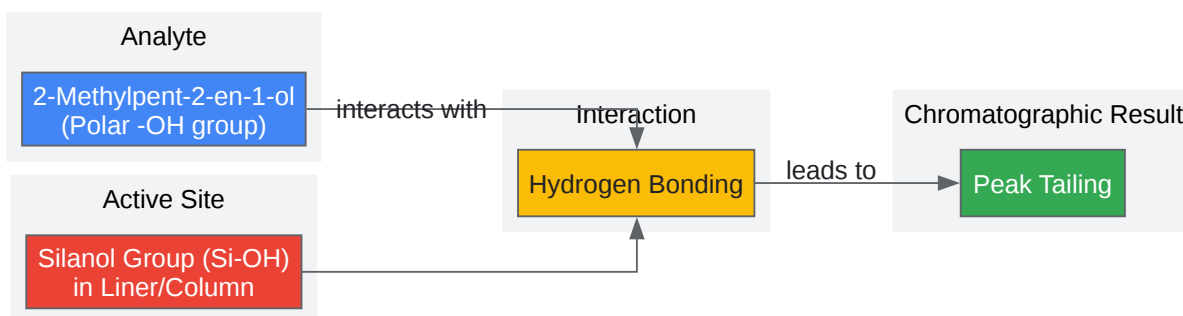 Analyte
2-Methylpent-2-en-1-ol
(Polar -OH group)
interacts with
Active Site
Silanol Group (Si-OH)
in Liner/Column
Interaction
Hydrogen Bonding
leads to
Chromatographic Result
Peak Tailing